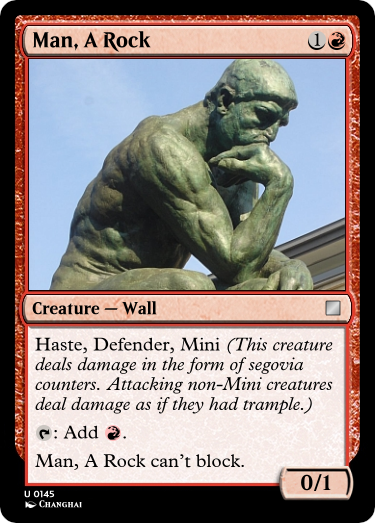 Man, A Rock 1
Creature — Wall
Haste, Defender, Mini (This creature
deals damage in the form of segovia
counters. Attacking non-Mini creatures
deal damage as if they had trample.)
: Add .
Man, A Rock can't block.
0/1
U 0145
Changhai